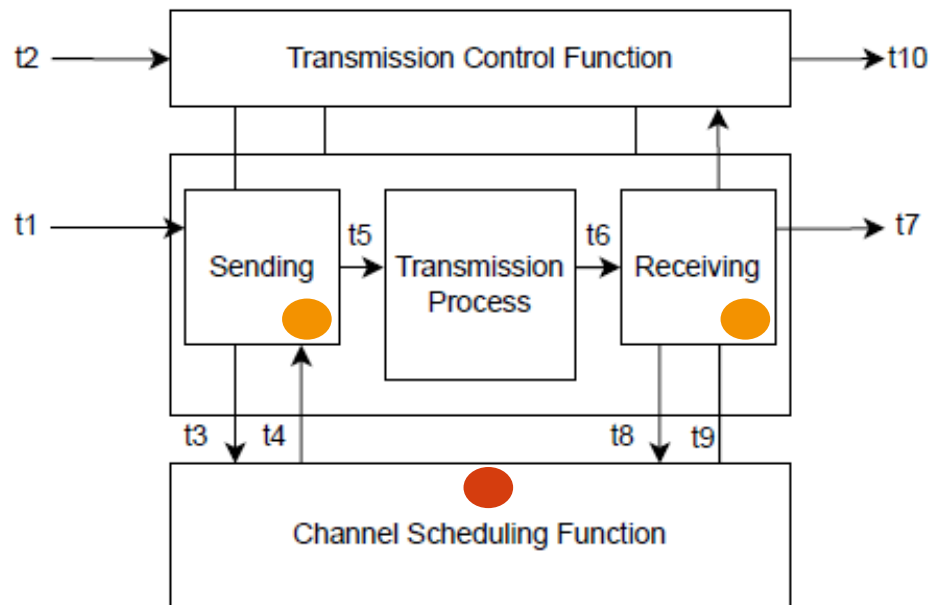 t2
Transmission Control Function
t10
t1
t5
t6
t7
Sending
Transmission
Process
Receiving
t3
t4
t8
t9
Channel Scheduling Function